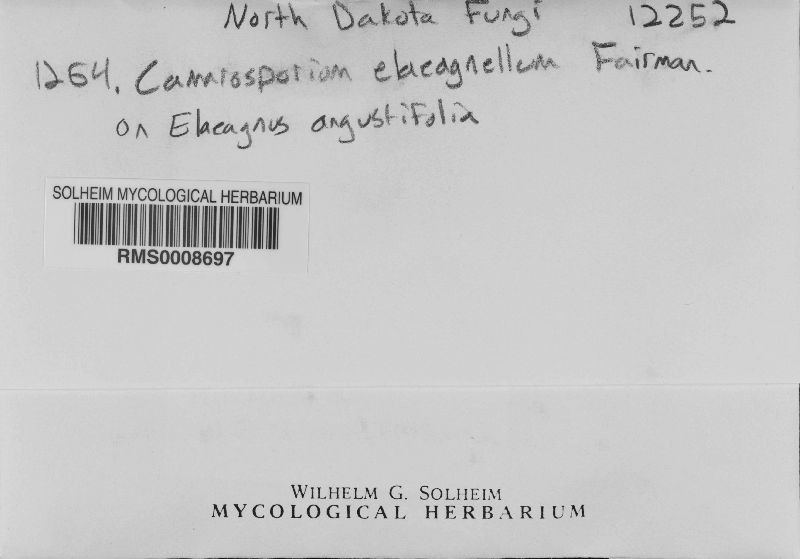 North Dakota Fungi 12252
1264. Camarosporium elaeagnellum Fairman.
on Elaeagnus angustifolia
SOLHEIM MYCOLOGICAL HERBARIUM
RMS0008697
WILHELM G. SOLHEIM
MYCOLOGICAL HERBARIUM